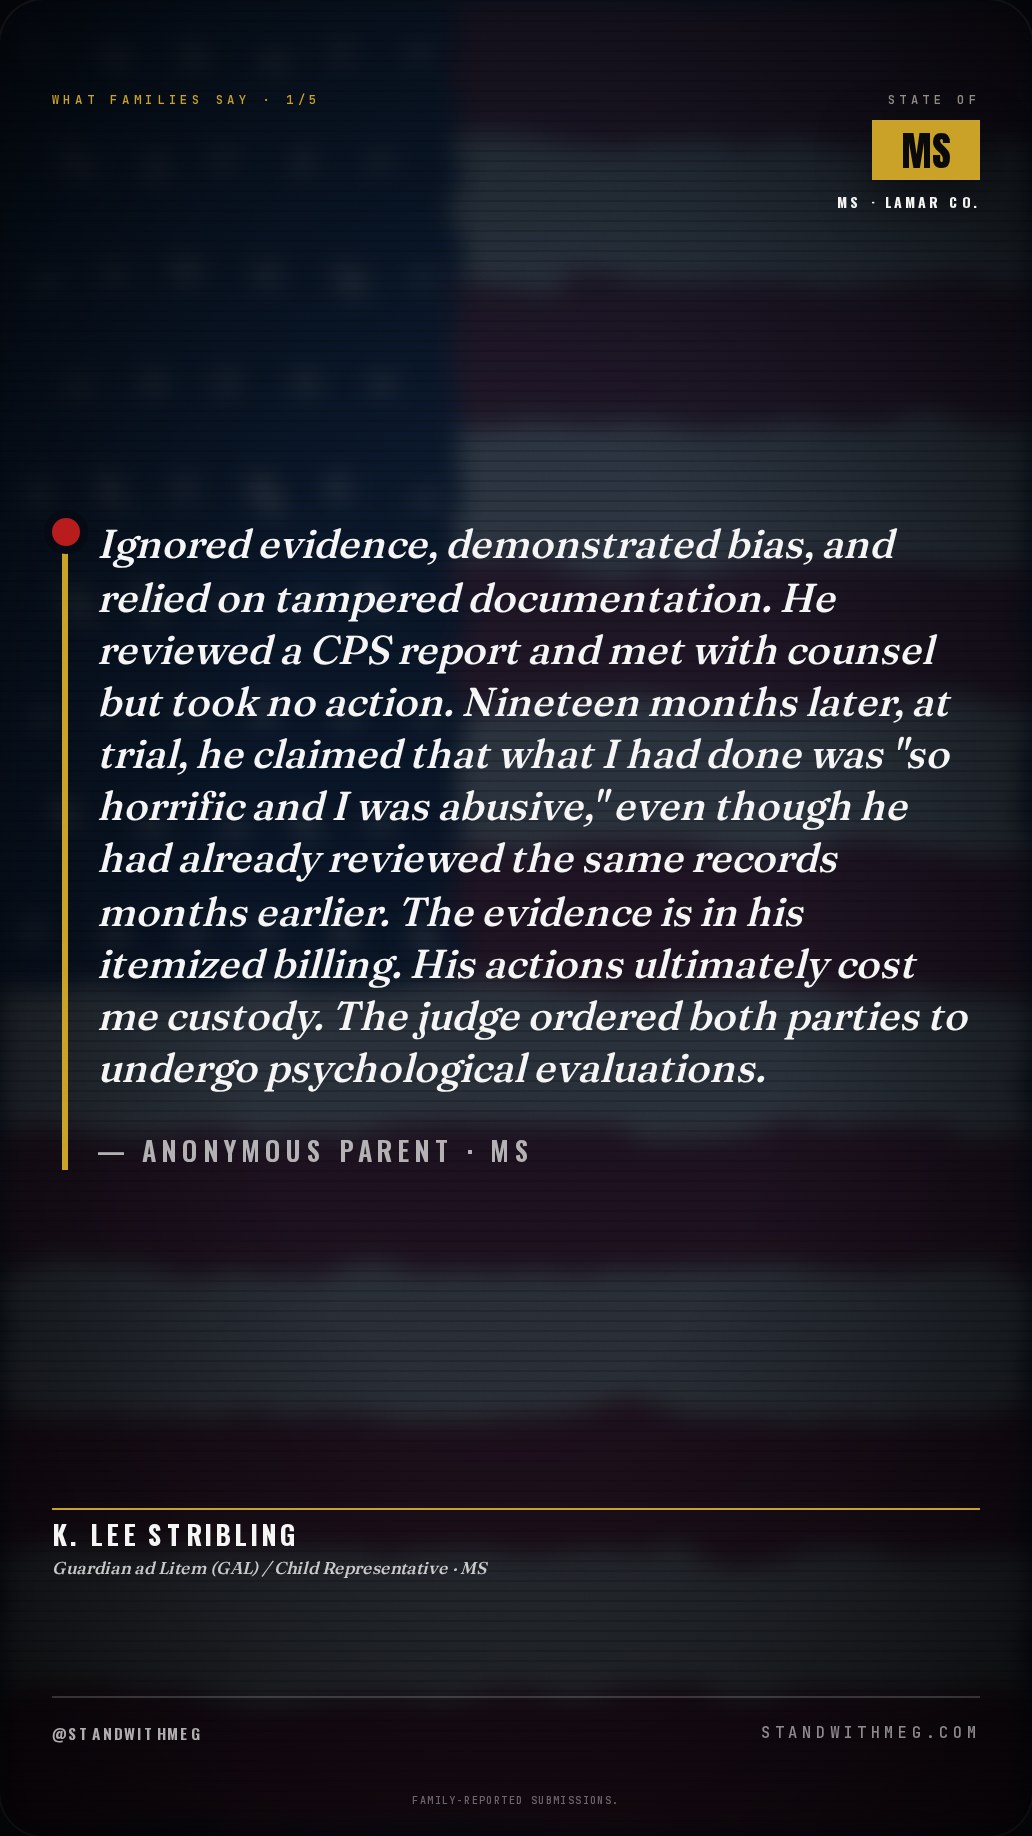 WHAT FAMILIES SAY · 1/5
STATE OF
MS
MS · LAMAR CO.
Ignored evidence, demonstrated bias, and
relied on tampered documentation. He
reviewed a CPS report and met with counsel
but took no action. Nineteen months later, at
trial, he claimed that what I had done was "so
horrific and I was abusive," even though he
had already reviewed the same records
months earlier. The evidence is in his
itemized billing. His actions ultimately cost
me custody. The judge ordered both parties to
undergo psychological evaluations.
— ANONYMOUS PARENT · MS
K. LEE STRIBLING
Guardian ad Litem (GAL) / Child Representative · MS
@STANDWITHMEG
STANDWITHMEG.COM
FAMILY-REPORTED SUBMISSIONS.